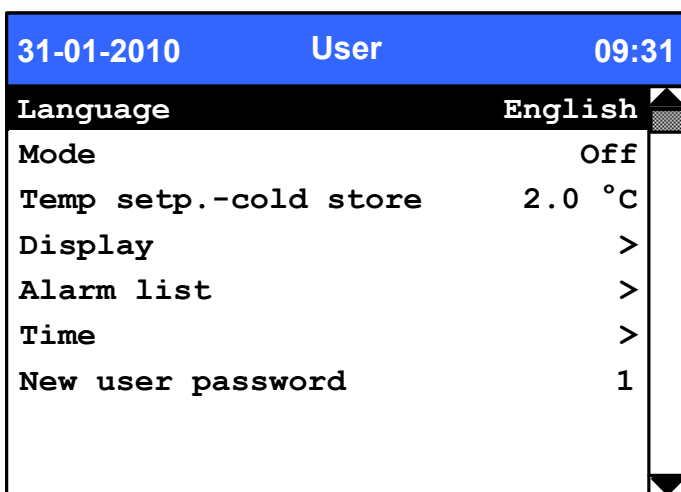 31-01-2010 User 09:31
Language English
Mode Off
Temp setp.-cold store 2.0 °C
Display >
Alarm list >
Time >
New user password 1